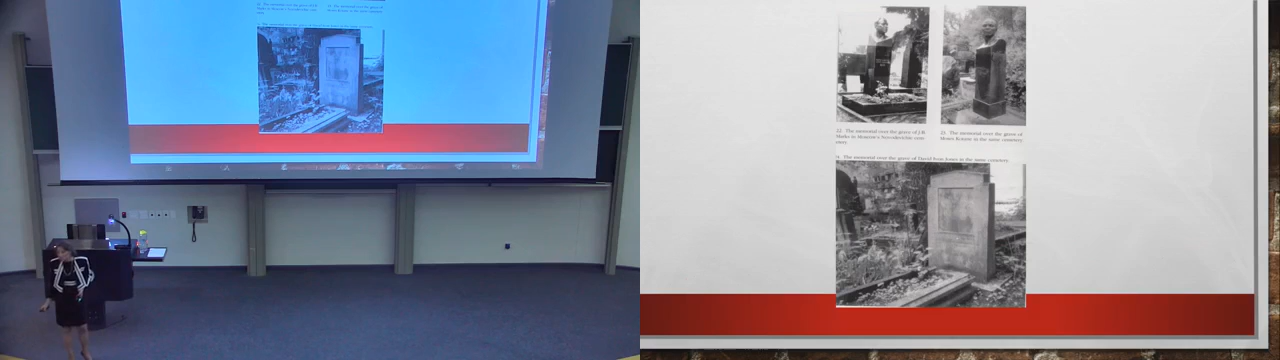 22. The memorial over the grave of J.B.
Marks in Moscow's Novodevichie cem-
etery.
23. The memorial over the grave of
Moses Kotane in the same cemetery.
The memorial over the grave of David Ivon Jones in the same cemetery.